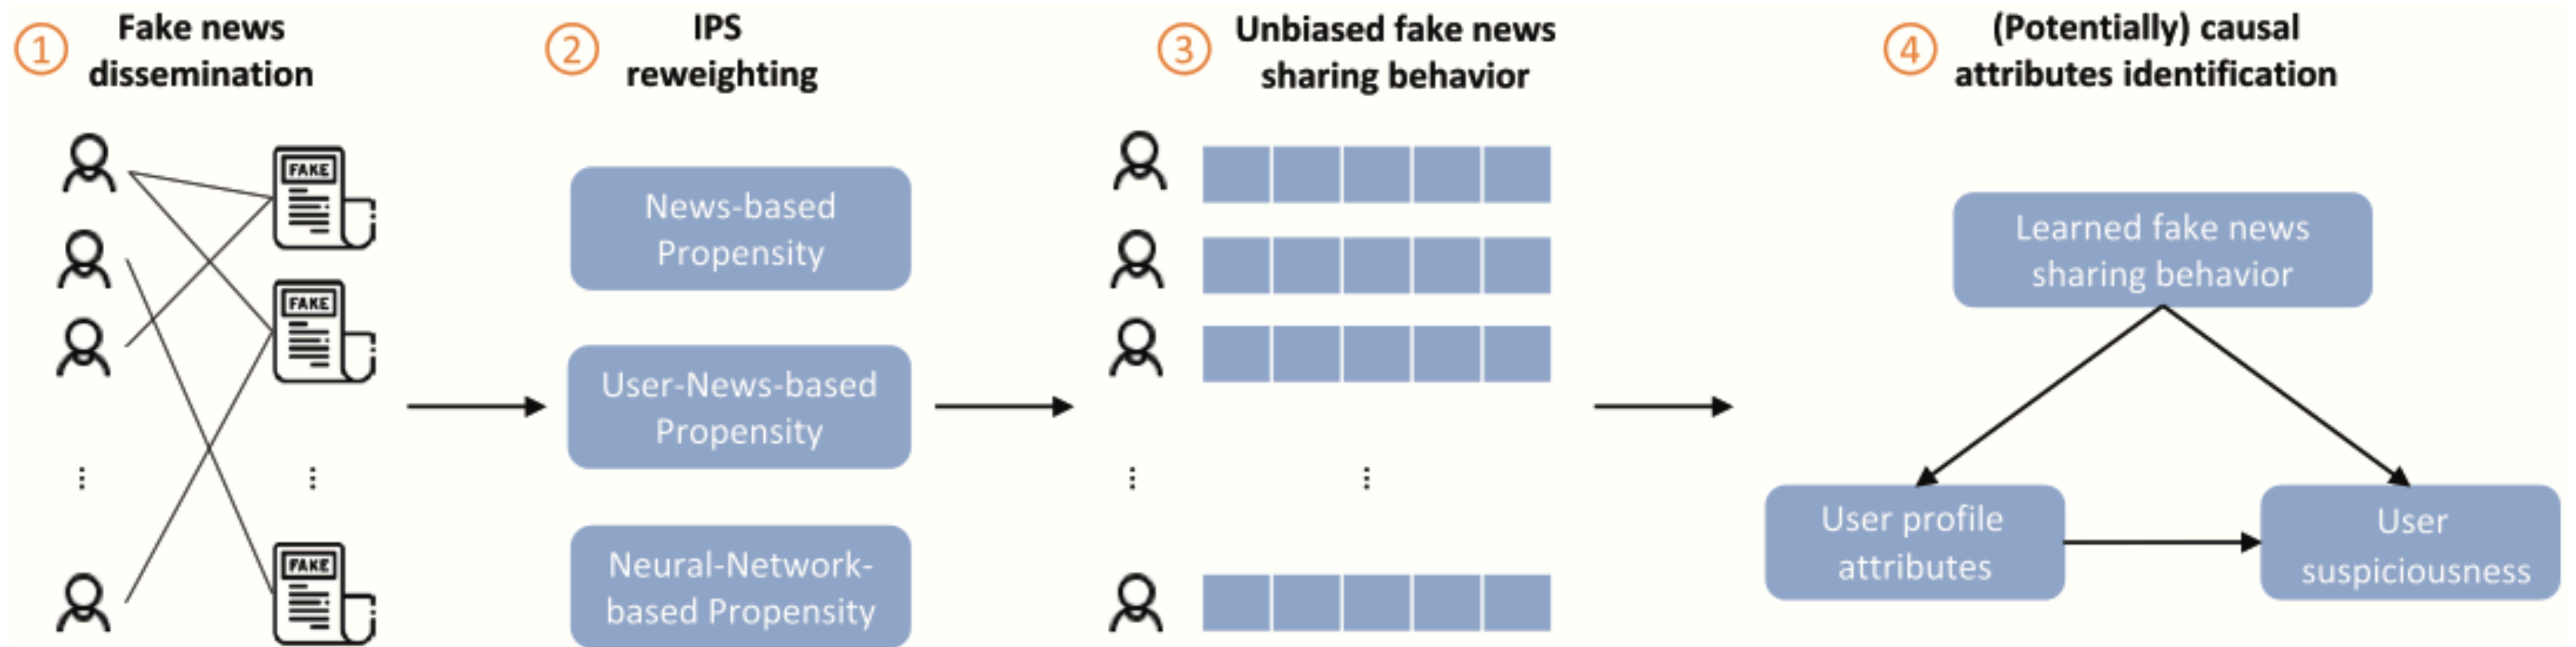 1
Fake news
dissemination
FAKE
FAKE
FAKE
2
IPS
reweighting
News-based
Propensity
User-News-based
Propensity
Neural-Network-
based Propensity
3
Unbiased fake news
sharing behavior
4
(Potentially) causal
attributes identification
Learned fake news
sharing behavior
User profile
attributes
User
suspiciousness